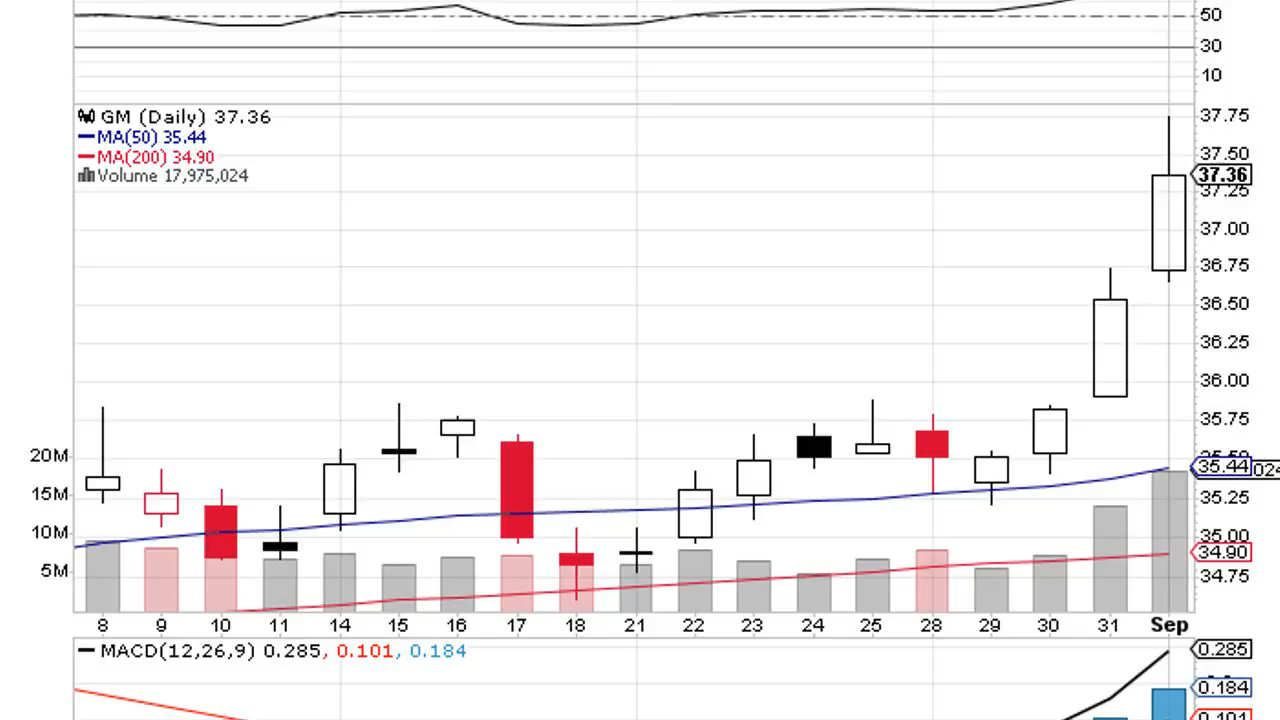 50
30
10
GM (Daily) 37.36
MA(50) 35.44
MA(200) 34.90
Volume 17,975,024
37.75
37.50
37.36
37.25
37.00
36.75
36.50
36.25
36.00
35.75
35.50
35.44
35.25
35.00
34.90
34.75
20M
15M
10M
5M
8 9 10 11 14 15 16 17 18 21 22 23 24 25 28 29 30 31 Sep
MACD(12,26,9) 0.285, 0.101, 0.184
0.285
0.184
0.101